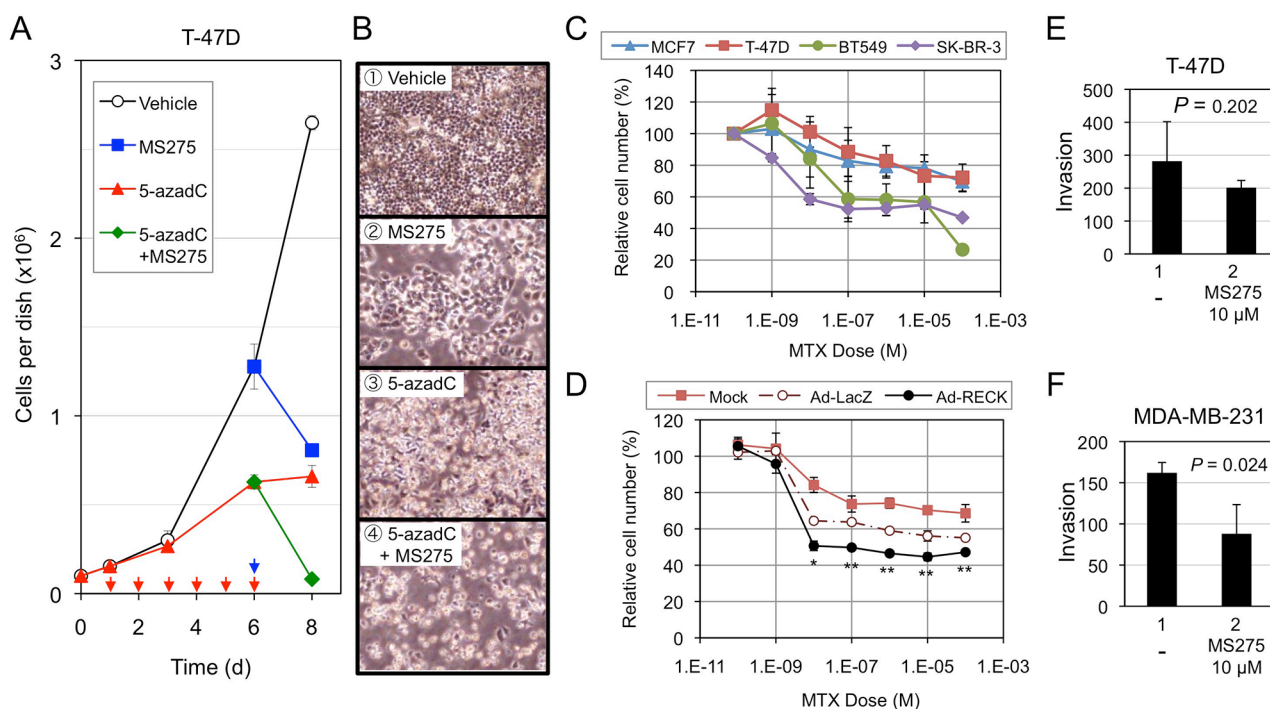 A
T-47D
3
2
1
0
Cells per dish (x10⁶)
Vehicle
MS275
5-azadC
5-azadC
+MS275
0 2 4 6 8
Time (d)
B
① Vehicle
② MS275
③ 5-azadC
④ 5-azadC
+ MS275
C
MCF7 T-47D BT549 SK-BR-3
140
120
100
80
60
40
20
0
Relative cell number (%)
1.E-11 1.E-09 1.E-07 1.E-05 1.E-03
MTX Dose (M)
D
Mock Ad-LacZ Ad-RECK
120
100
80
60
40
20
0
Relative cell number (%)
* ** ** ** **
1.E-11 1.E-09 1.E-07 1.E-05 1.E-03
MTX Dose (M)
E
T-47D
P = 0.202
500
400
300
200
100
0
Invasion
1 2
- MS275
10 µM
F
MDA-MB-231
P = 0.024
200
150
100
50
0
Invasion
1 2
- MS275
10 µM